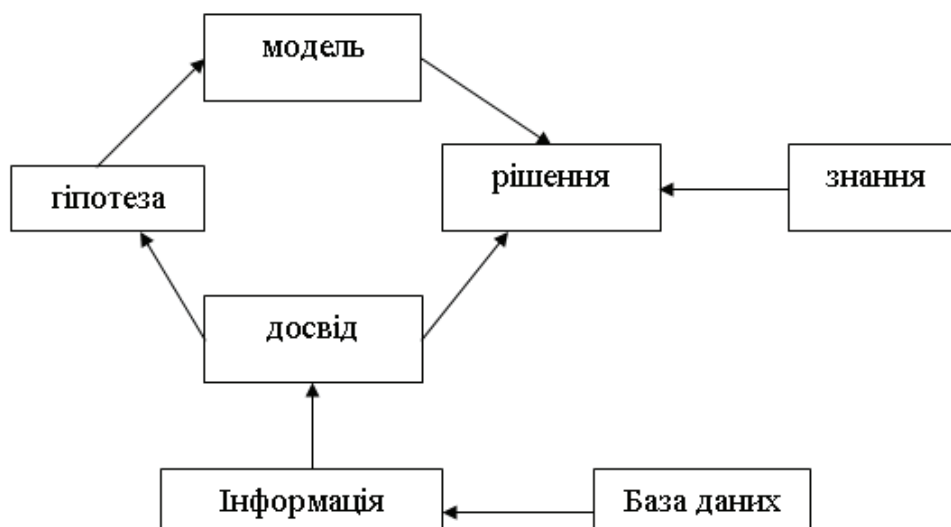 модель
гіпотеза
рішення
знання
досвід
Інформація
База даних